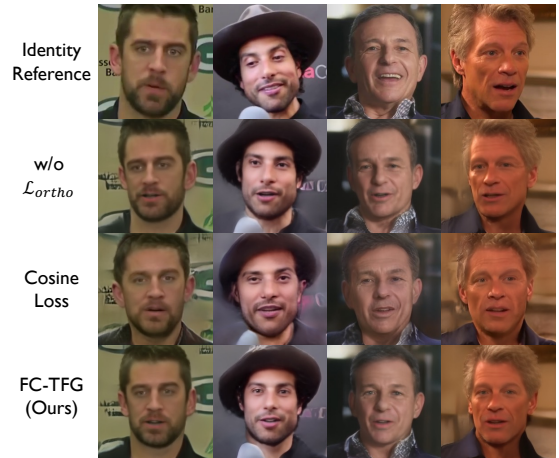 Identity
Reference
w/o
ℒortho
Cosine
Loss
FC-TFG
(Ours)